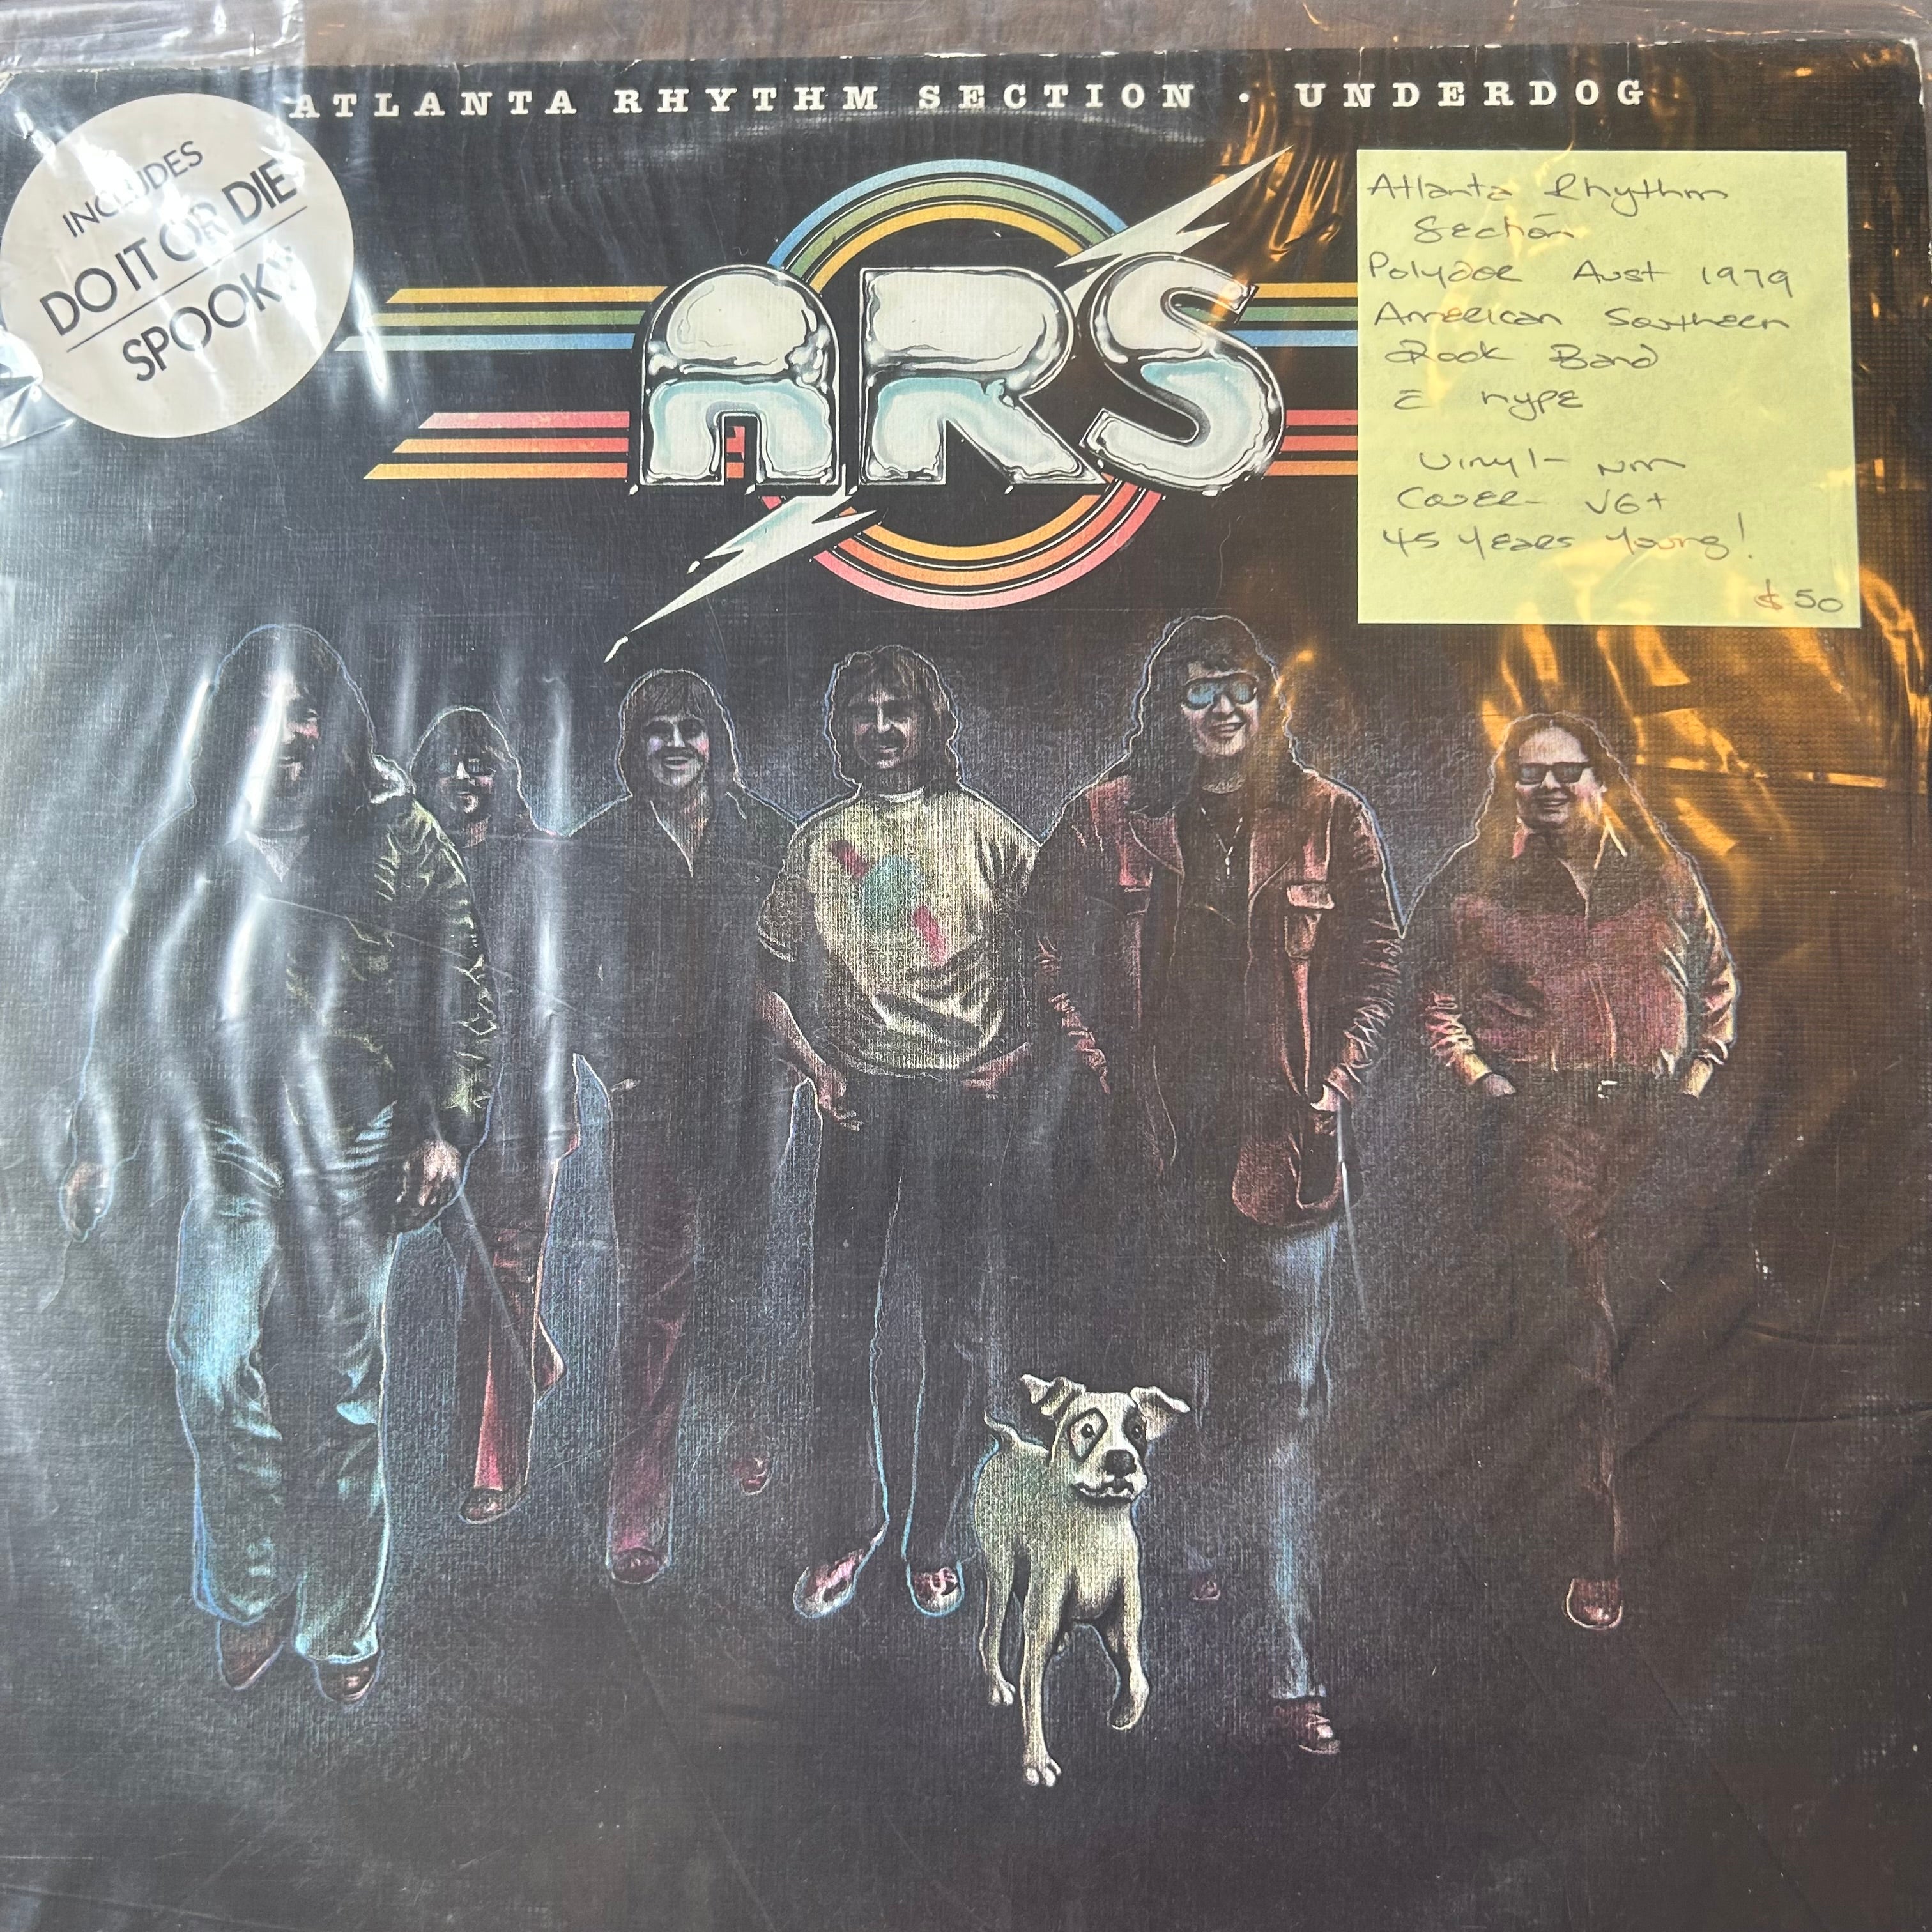 ATLANTA RHYTHM SECTION · UNDERDOG
INCLUDES
DO IT OR DIE
SPOOKY
ARS
Atlanta Rhythm
Section
Polydor Aust 1979
American Southern
Rock Band
c hype
Vinyl - NM
Cover - VG+
45 years young!
$50